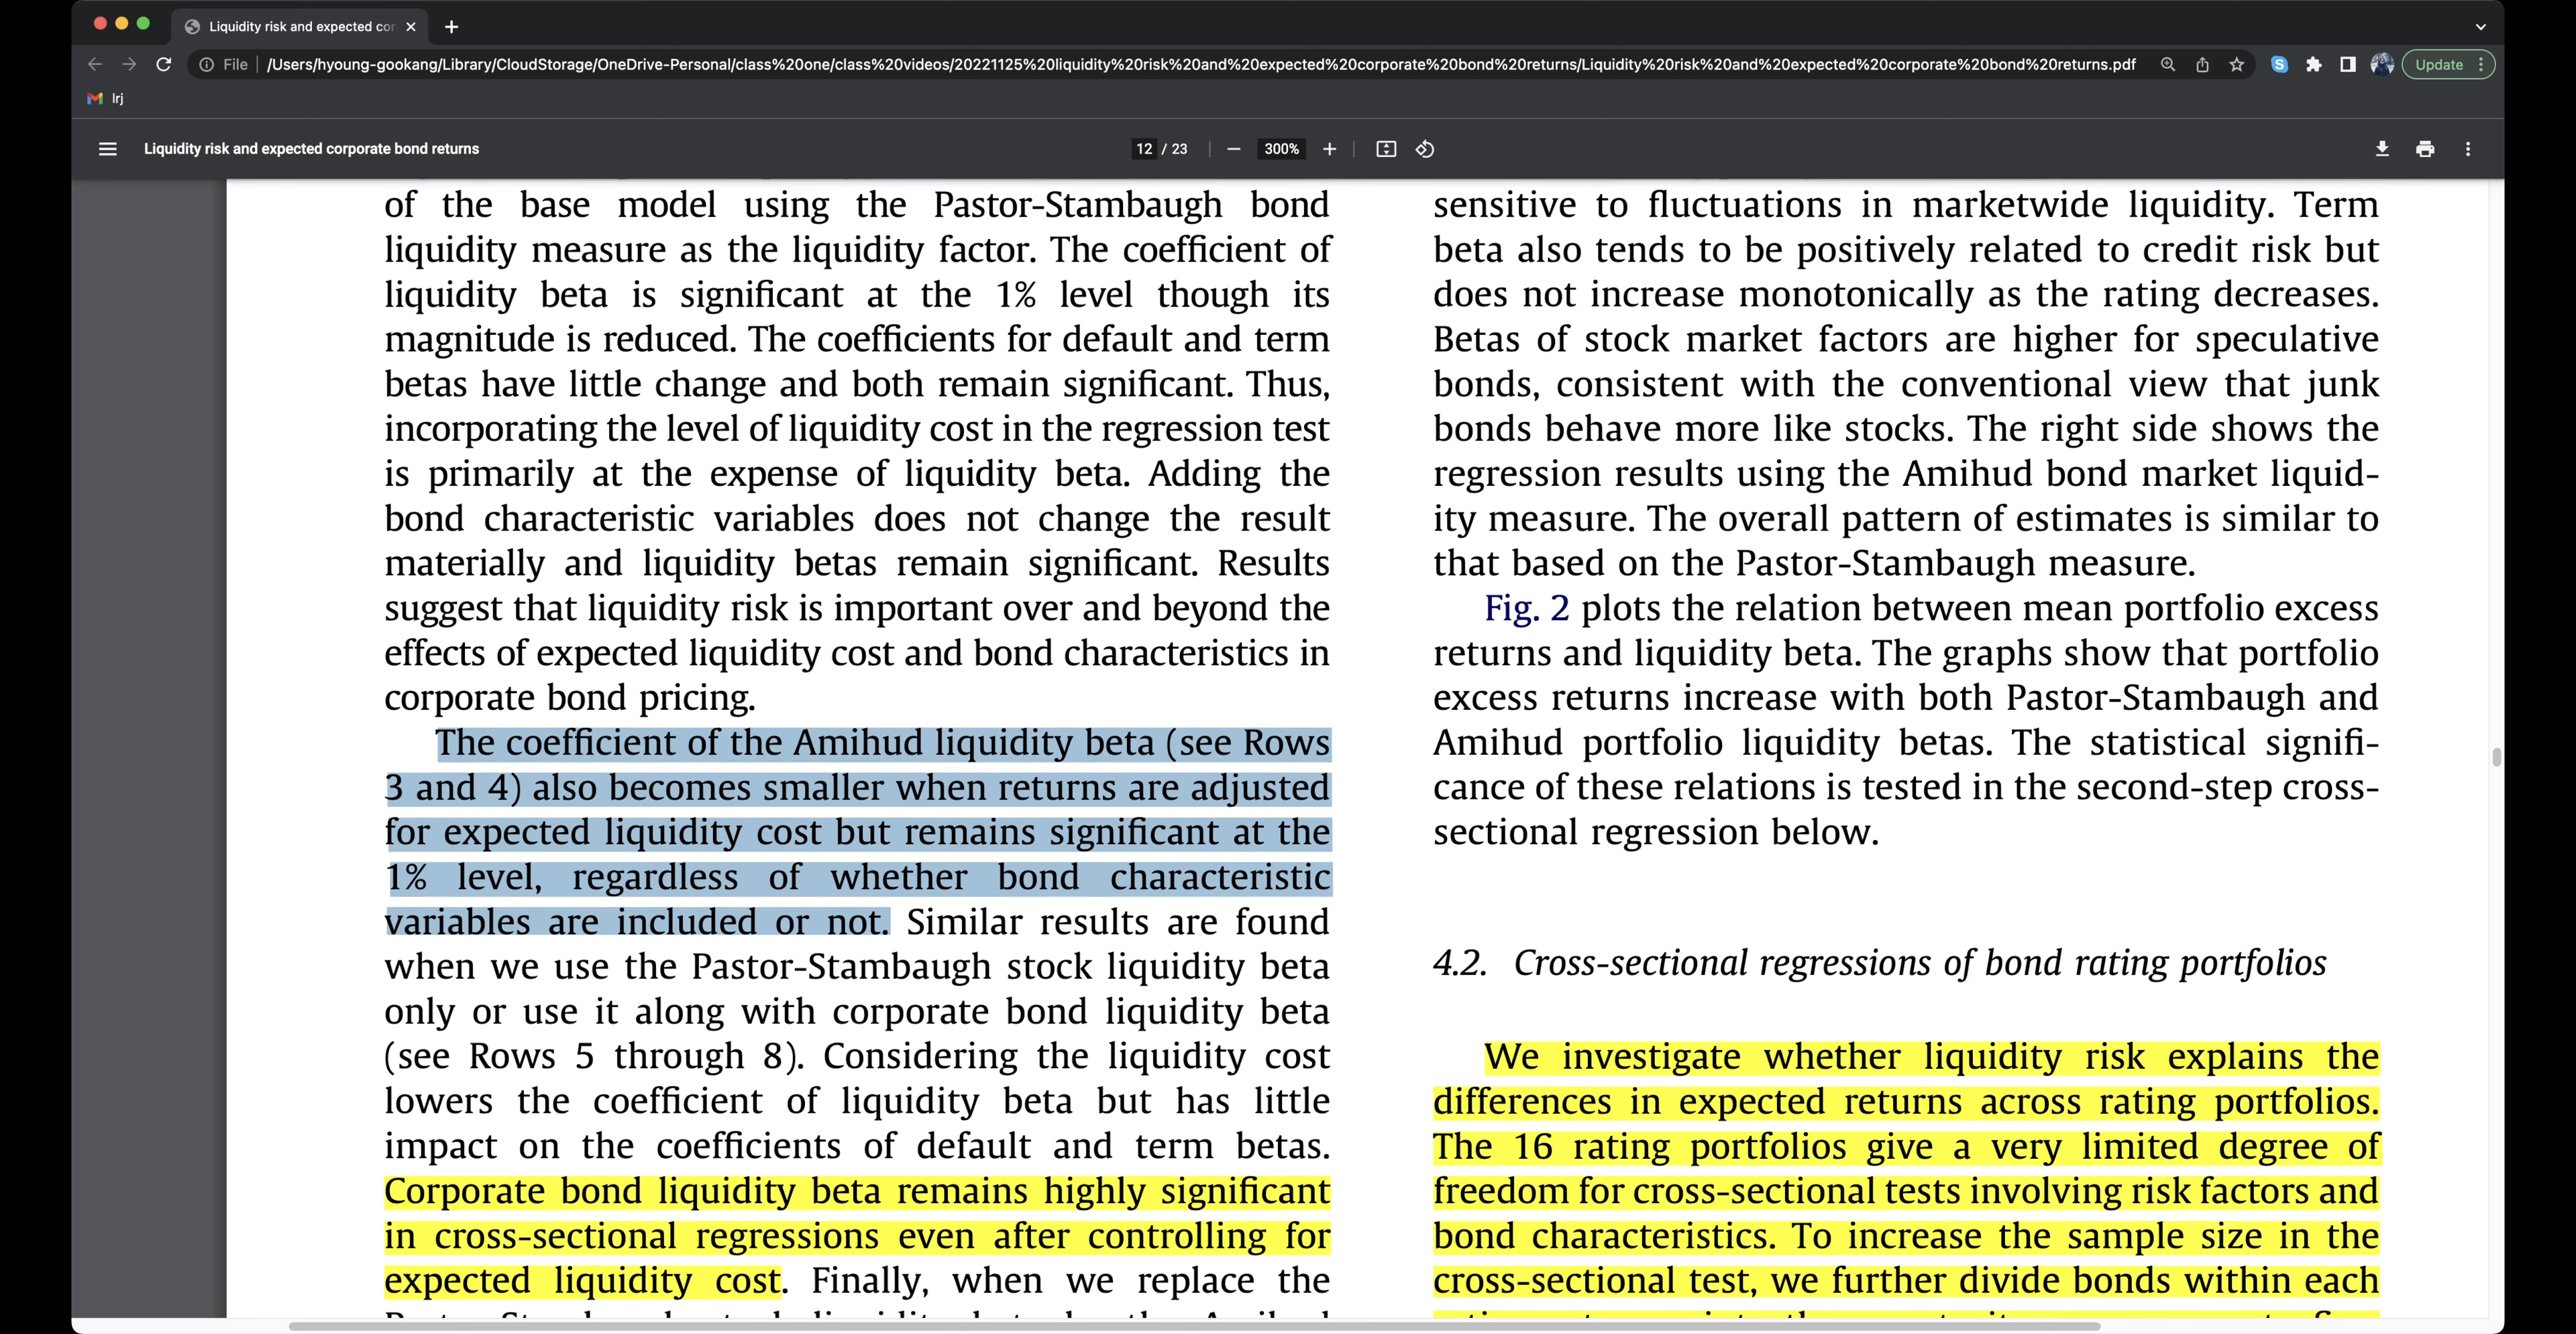 Liquidity risk and expected cor
File
/Users/hyoung-gookang/Library/CloudStorage/OneDrive-Personal/class%20one/class%20videos/20221125%20liquidity%20risk%20and%20expected%20corporate%20bond%20returns/Liquidity%20risk%20and%20expected%20corporate%20bond%20returns.pdf
Update
lrj
Liquidity risk and expected corporate bond returns
12 / 23
300%
of the base model using the Pastor-Stambaugh bond
liquidity measure as the liquidity factor. The coefficient of
liquidity beta is significant at the 1% level though its
magnitude is reduced. The coefficients for default and term
betas have little change and both remain significant. Thus,
incorporating the level of liquidity cost in the regression test
is primarily at the expense of liquidity beta. Adding the
bond characteristic variables does not change the result
materially and liquidity betas remain significant. Results
suggest that liquidity risk is important over and beyond the
effects of expected liquidity cost and bond characteristics in
corporate bond pricing.
The coefficient of the Amihud liquidity beta (see Rows
3 and 4) also becomes smaller when returns are adjusted
for expected liquidity cost but remains significant at the
1% level, regardless of whether bond characteristic
variables are included or not. Similar results are found
when we use the Pastor-Stambaugh stock liquidity beta
only or use it along with corporate bond liquidity beta
(see Rows 5 through 8). Considering the liquidity cost
lowers the coefficient of liquidity beta but has little
impact on the coefficients of default and term betas.
Corporate bond liquidity beta remains highly significant
in cross-sectional regressions even after controlling for
expected liquidity cost. Finally, when we replace the
sensitive to fluctuations in marketwide liquidity. Term
beta also tends to be positively related to credit risk but
does not increase monotonically as the rating decreases.
Betas of stock market factors are higher for speculative
bonds, consistent with the conventional view that junk
bonds behave more like stocks. The right side shows the
regression results using the Amihud bond market liquid-
ity measure. The overall pattern of estimates is similar to
that based on the Pastor-Stambaugh measure.
Fig. 2 plots the relation between mean portfolio excess
returns and liquidity beta. The graphs show that portfolio
excess returns increase with both Pastor-Stambaugh and
Amihud portfolio liquidity betas. The statistical signifi-
cance of these relations is tested in the second-step cross-
sectional regression below.
4.2. Cross-sectional regressions of bond rating portfolios
We investigate whether liquidity risk explains the
differences in expected returns across rating portfolios.
The 16 rating portfolios give a very limited degree of
freedom for cross-sectional tests involving risk factors and
bond characteristics. To increase the sample size in the
cross-sectional test, we further divide bonds within each